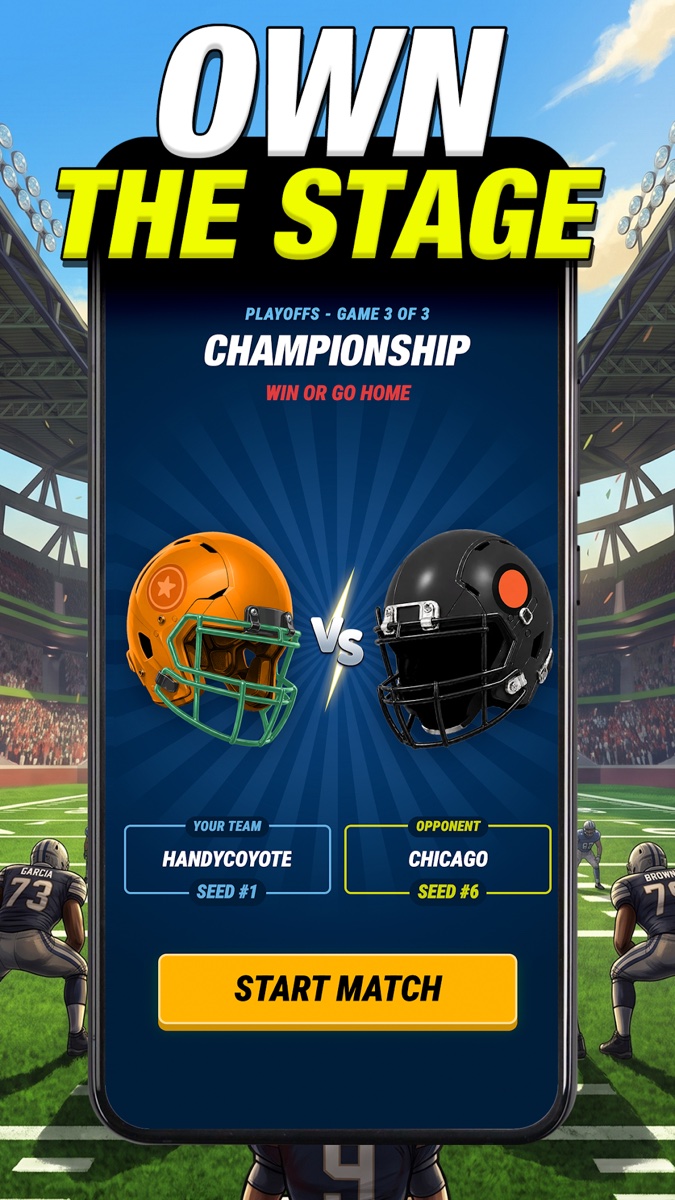 OWN
THE STAGE
PLAYOFFS - GAME 3 OF 3
CHAMPIONSHIP
WIN OR GO HOME
VS
YOUR TEAM
HANDYCOYOTE
SEED #1
OPPONENT
CHICAGO
SEED #6
GARCIA
73
BROWN
START MATCH